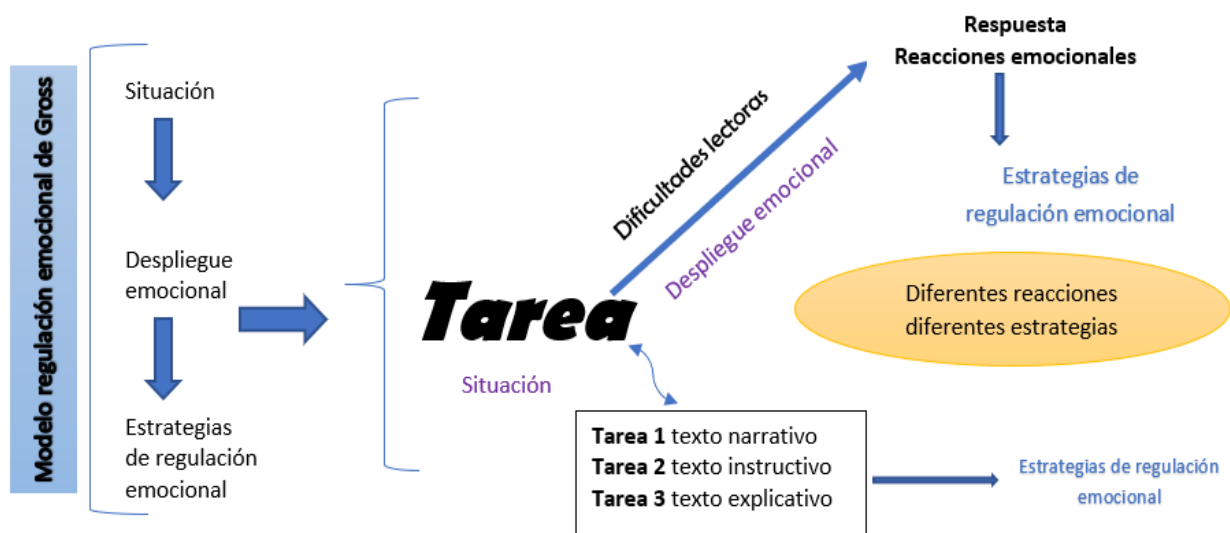 Modelo regulación emocional de Gross
Situación
Despliegue
emocional
Estrategias
de regulación
emocional
Tarea
Situación
Dificultades lectoras
Despliegue emocional
Respuesta
Reacciones emocionales
Estrategias de
regulación emocional
Diferentes reacciones
diferentes estrategias
Tarea 1 texto narrativo
Tarea 2 texto instructivo
Tarea 3 texto explicativo
Estrategias de regulación
emocional